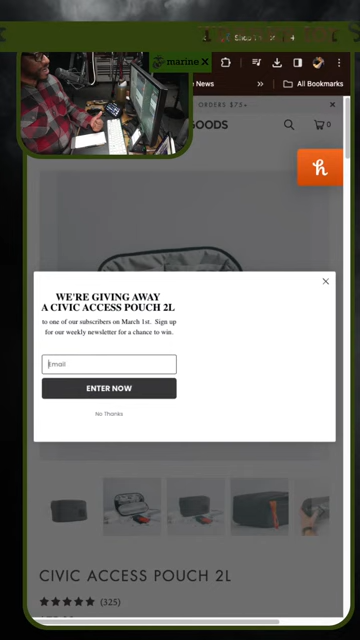 marine
e News
All Bookmarks
ORDERS $75+
GOODS
0
WE'RE GIVING AWAY
A CIVIC ACCESS POUCH 2L
to one of our subscribers on March 1st. Sign up
for our weekly newsletter for a chance to win.
Email
ENTER NOW
No Thanks
CIVIC ACCESS POUCH 2L
(325)